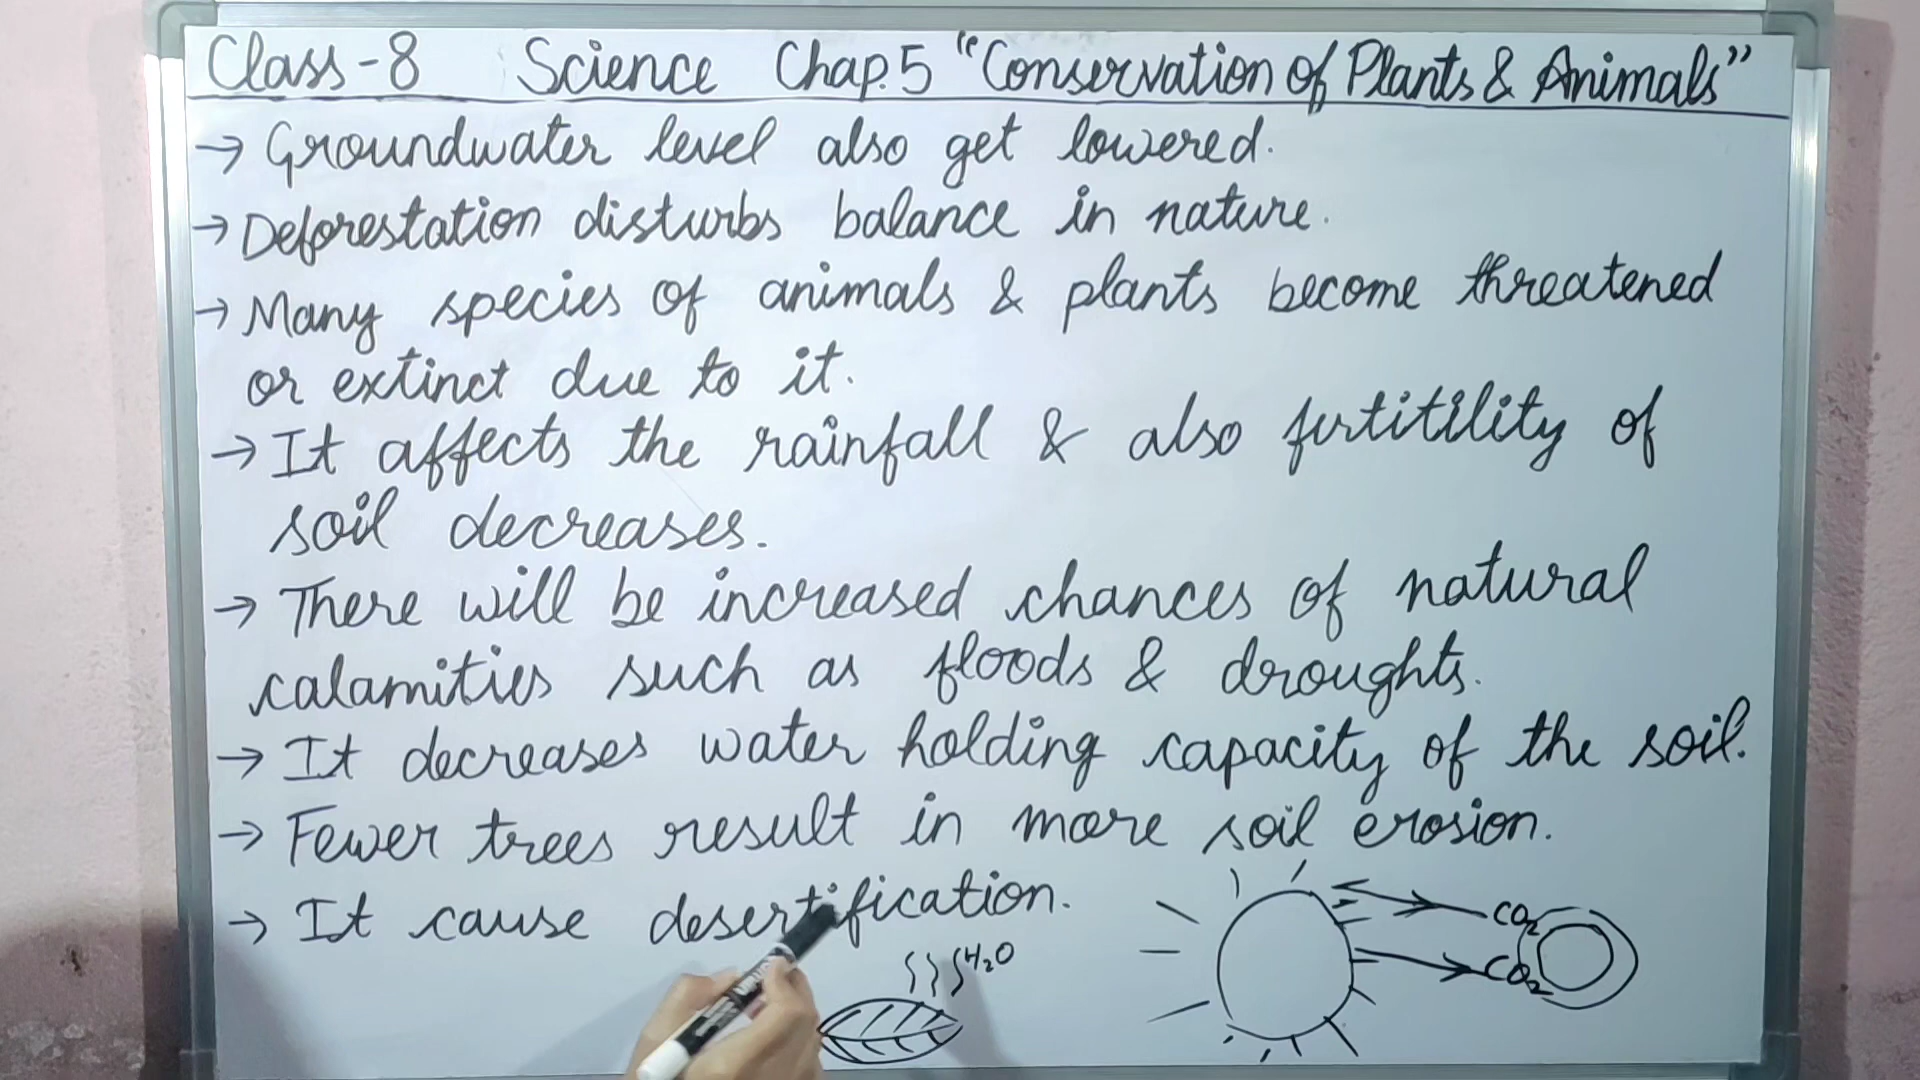 Class-8 Science Chap.5 "Conservation of Plants & Animals"
→ Groundwater level also get lowered.
→ Deforestation disturbs balance in nature.
→ Many species of animals & plants become threatened
or extinct due to it.
→ It affects the rainfall & also fertitility of
soil decreases.
→ There will be increased chances of natural
calamities such as floods & droughts.
→ It decreases water holding capacity of the soil.
→ Fewer trees result in more soil erosion.
→ It cause desertification.
H₂O
CO₂
CO₂